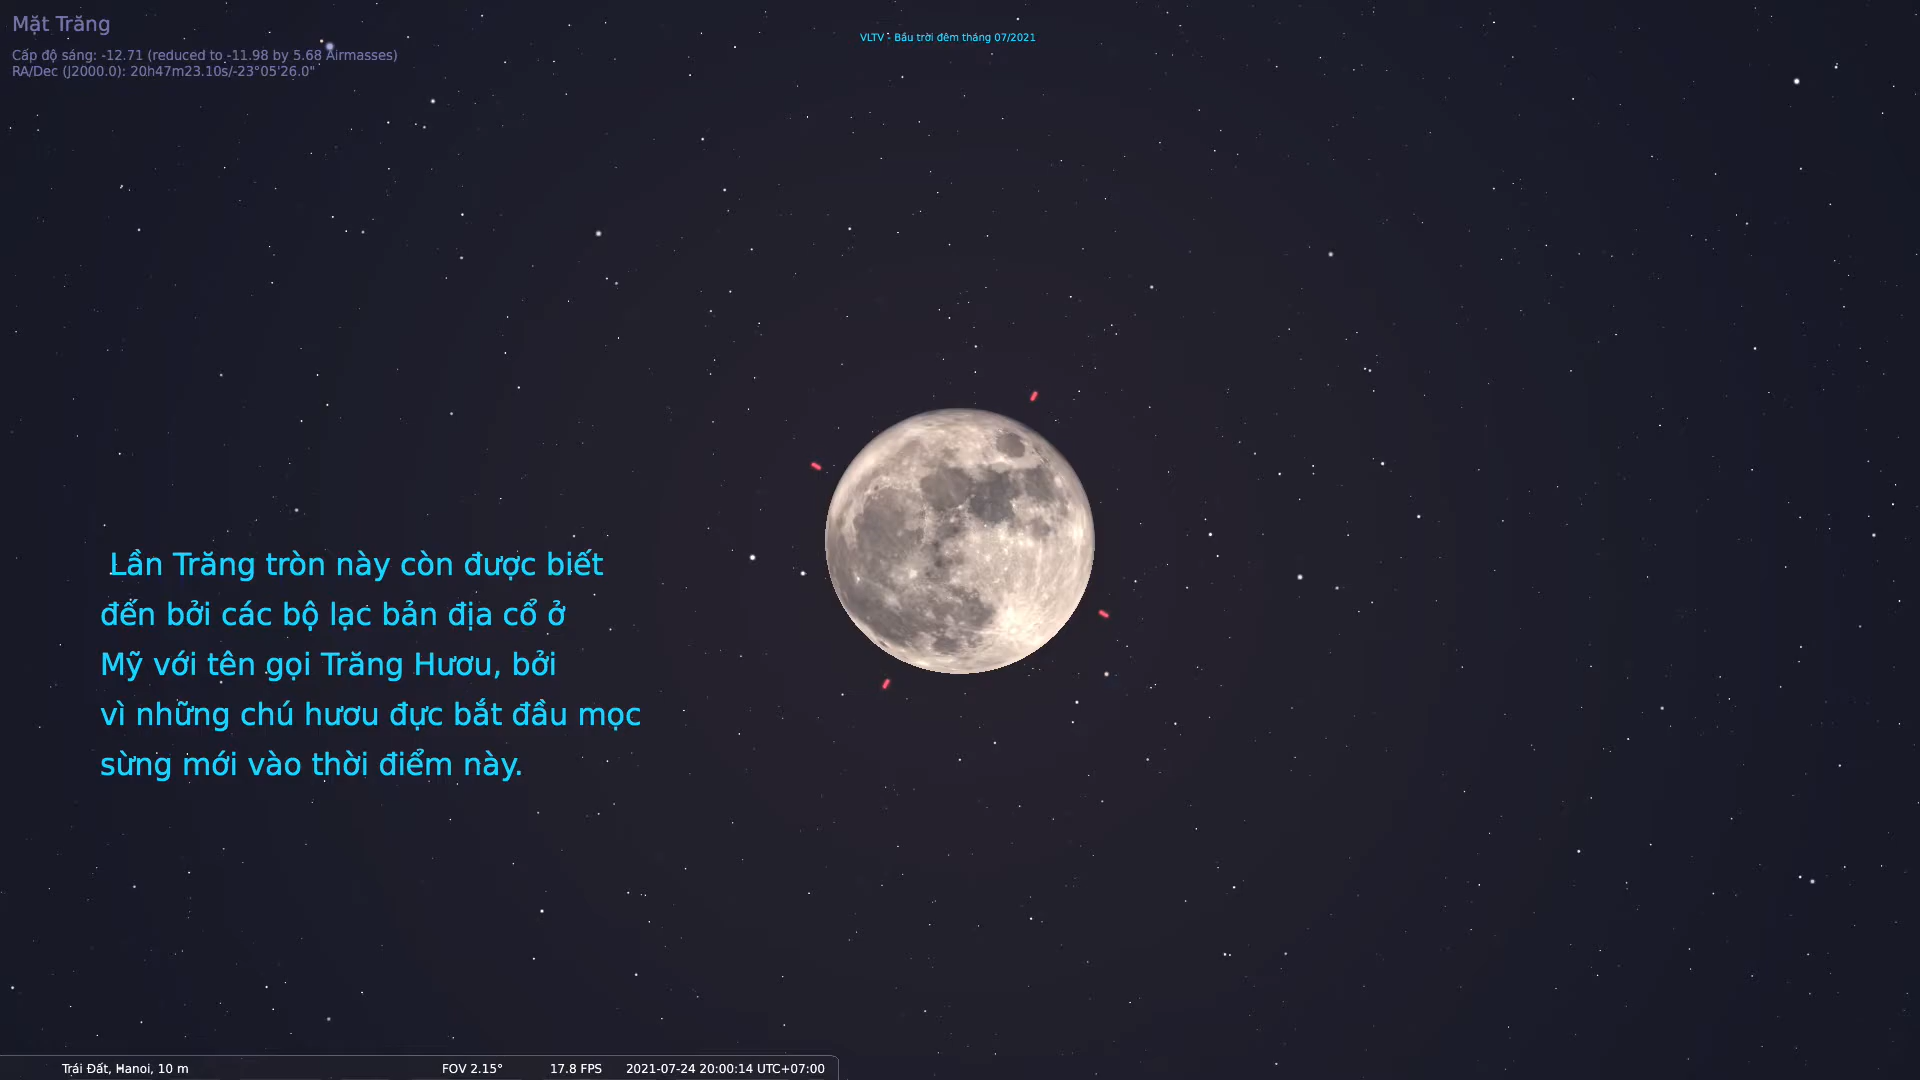 Mặt Trăng
VLTV - Bầu trời đêm tháng 07/2021
Cấp độ sáng: -12.71 (reduced to -11.98 by 5.68 Airmasses)
RA/Dec (J2000.0): 20h47m23.10s/-23°05'26.0"
Lần Trăng tròn này còn được biết
đến bởi các bộ lạc bản địa cổ ở
Mỹ với tên gọi Trăng Hươu, bởi
vì những chú hươu đực bắt đầu mọc
sừng mới vào thời điểm này.
Trái Đất, Hanoi, 10 m FOV 2.15° 17.8 FPS 2021-07-24 20:00:14 UTC+07:00